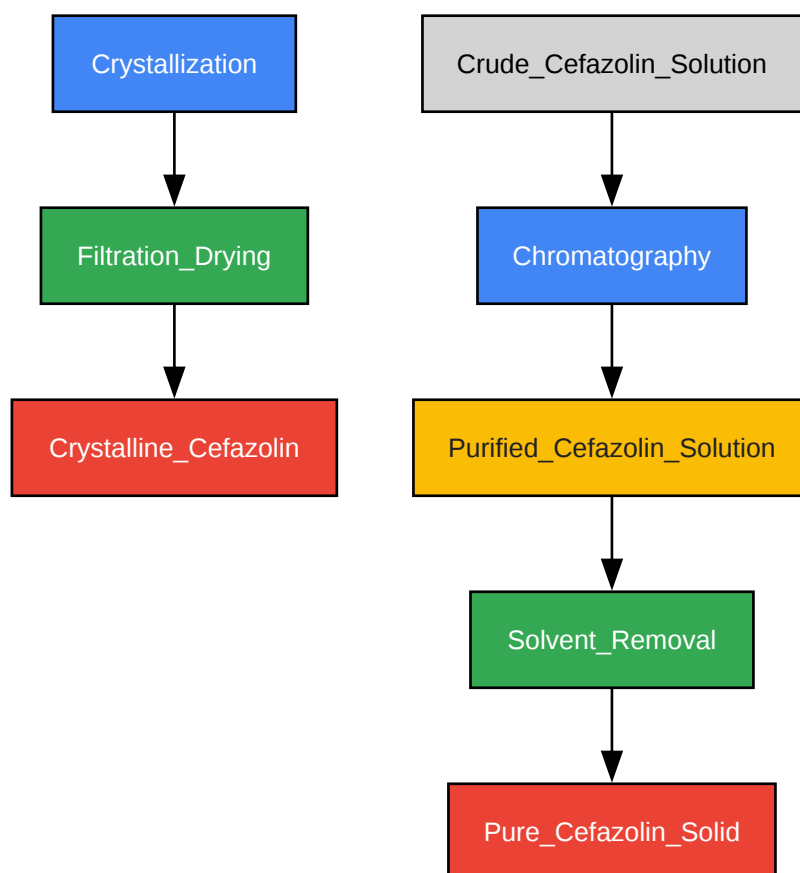 Crystallization
Crude_Cefazolin_Solution
Filtration_Drying
Chromatography
Crystalline_Cefazolin
Purified_Cefazolin_Solution
Solvent_Removal
Pure_Cefazolin_Solid